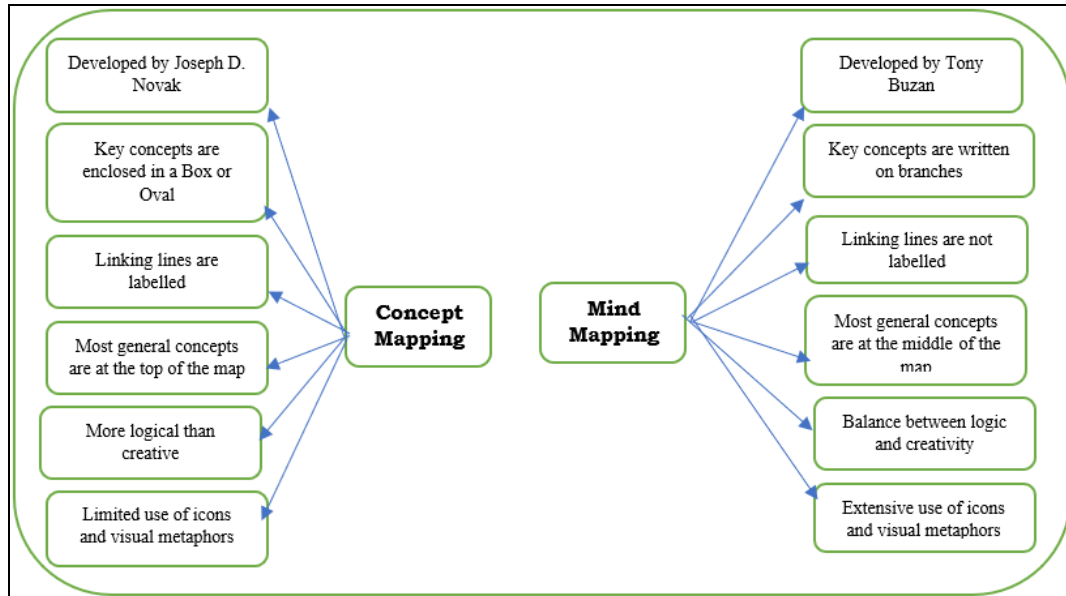 Developed by Joseph D.
Novak
Key concepts are
enclosed in a Box or
Oval
Linking lines are
labelled
Most general concepts
are at the top of the map
More logical than
creative
Limited use of icons
and visual metaphors
Concept
Mapping
Mind
Mapping
Developed by Tony
Buzan
Key concepts are written
on branches
Linking lines are not
labelled
Most general concepts
are at the middle of the
map
Balance between logic
and creativity
Extensive use of icons
and visual metaphors